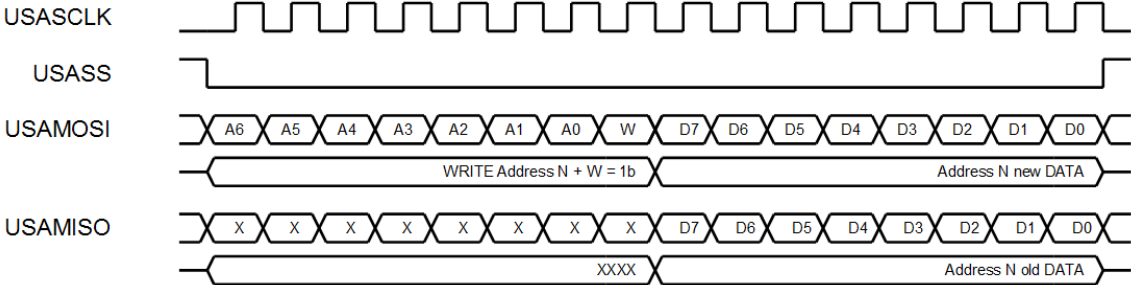 USASCLK
USASS
USAMOSI A6 A5 A4 A3 A2 A1 A0 W D7 D6 D5 D4 D3 D2 D1 D0
WRITE Address N + W = 1b Address N new DATA
USAMISO X X X X X X X X D7 D6 D5 D4 D3 D2 D1 D0
XXXX Address N old DATA